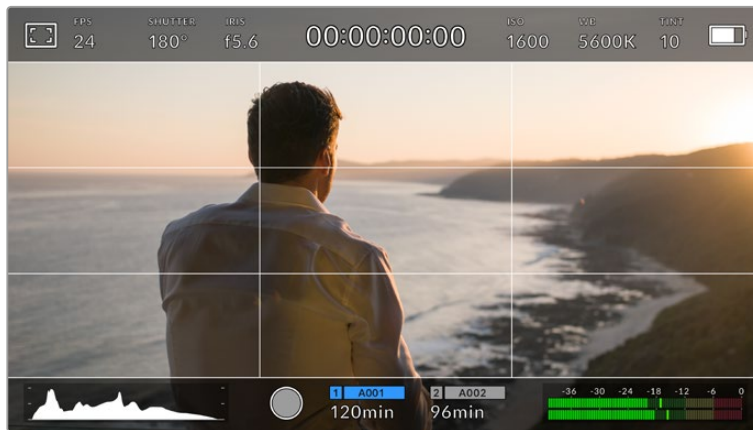 FPS SHUTTER IRIS ISO WB TINT
24 180° f5.6 00:00:00:00 1600 5600K 10
1 A001 2 A002
120min 96min
-36 -30 -24 -18 -12 -6 0